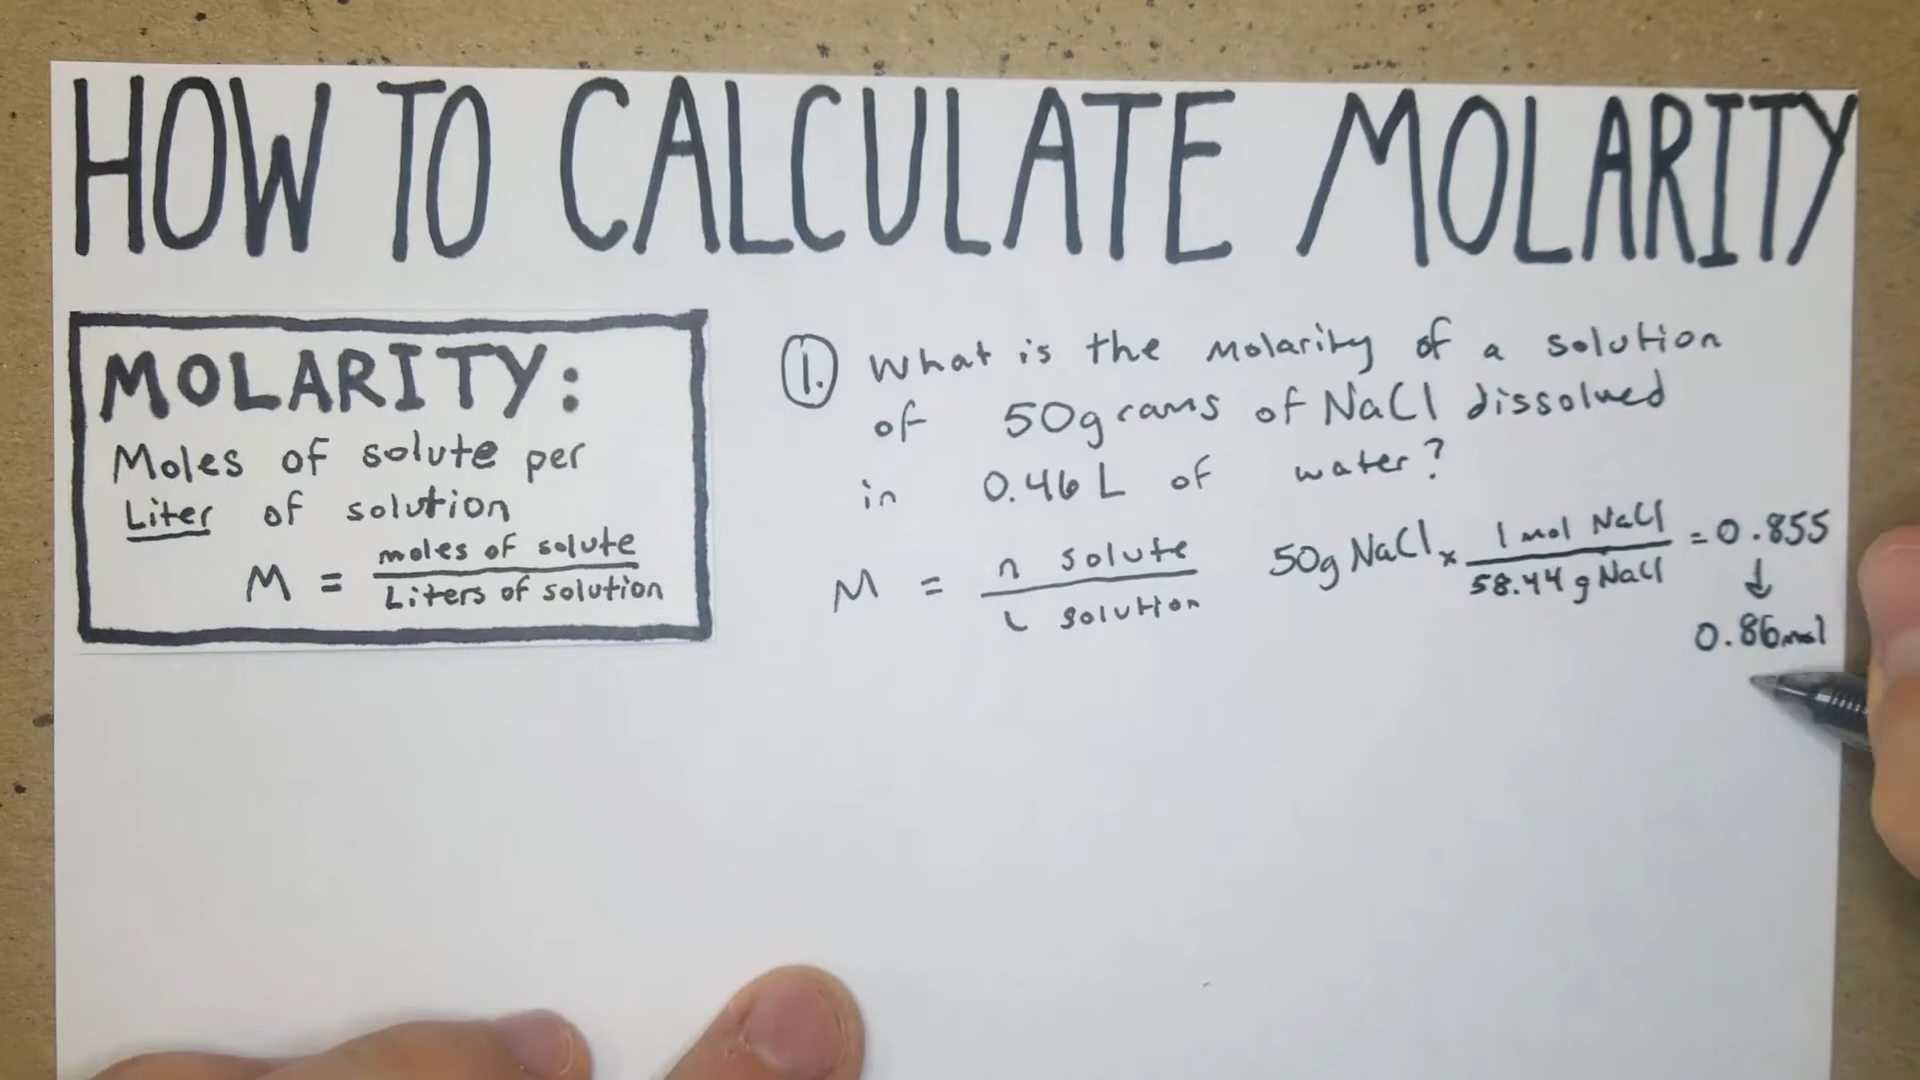 HOW TO CALCULATE MOLARITY
MOLARITY:
Moles of solute per
Liter of solution
M = moles of solute
Liters of solution
1. What is the Molarity of a solution
of 50grams of NaCl dissolved
in 0.46 L of water?
M = n solute
L solution
50g NaCl x 1 mol NaCl = 0.855
58.44 g NaCl
↓
0.86mol